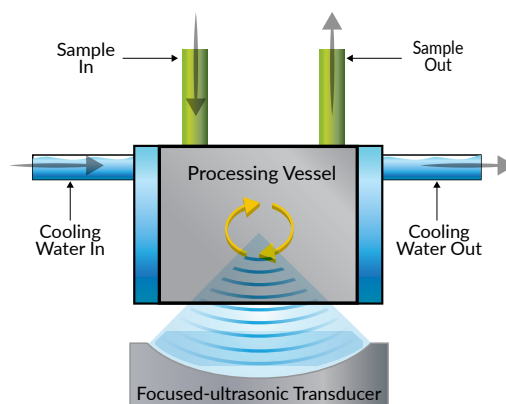 Sample
In
Sample
Out
Processing Vessel
Cooling
Water In
Cooling
Water Out
Focused-ultrasonic Transducer